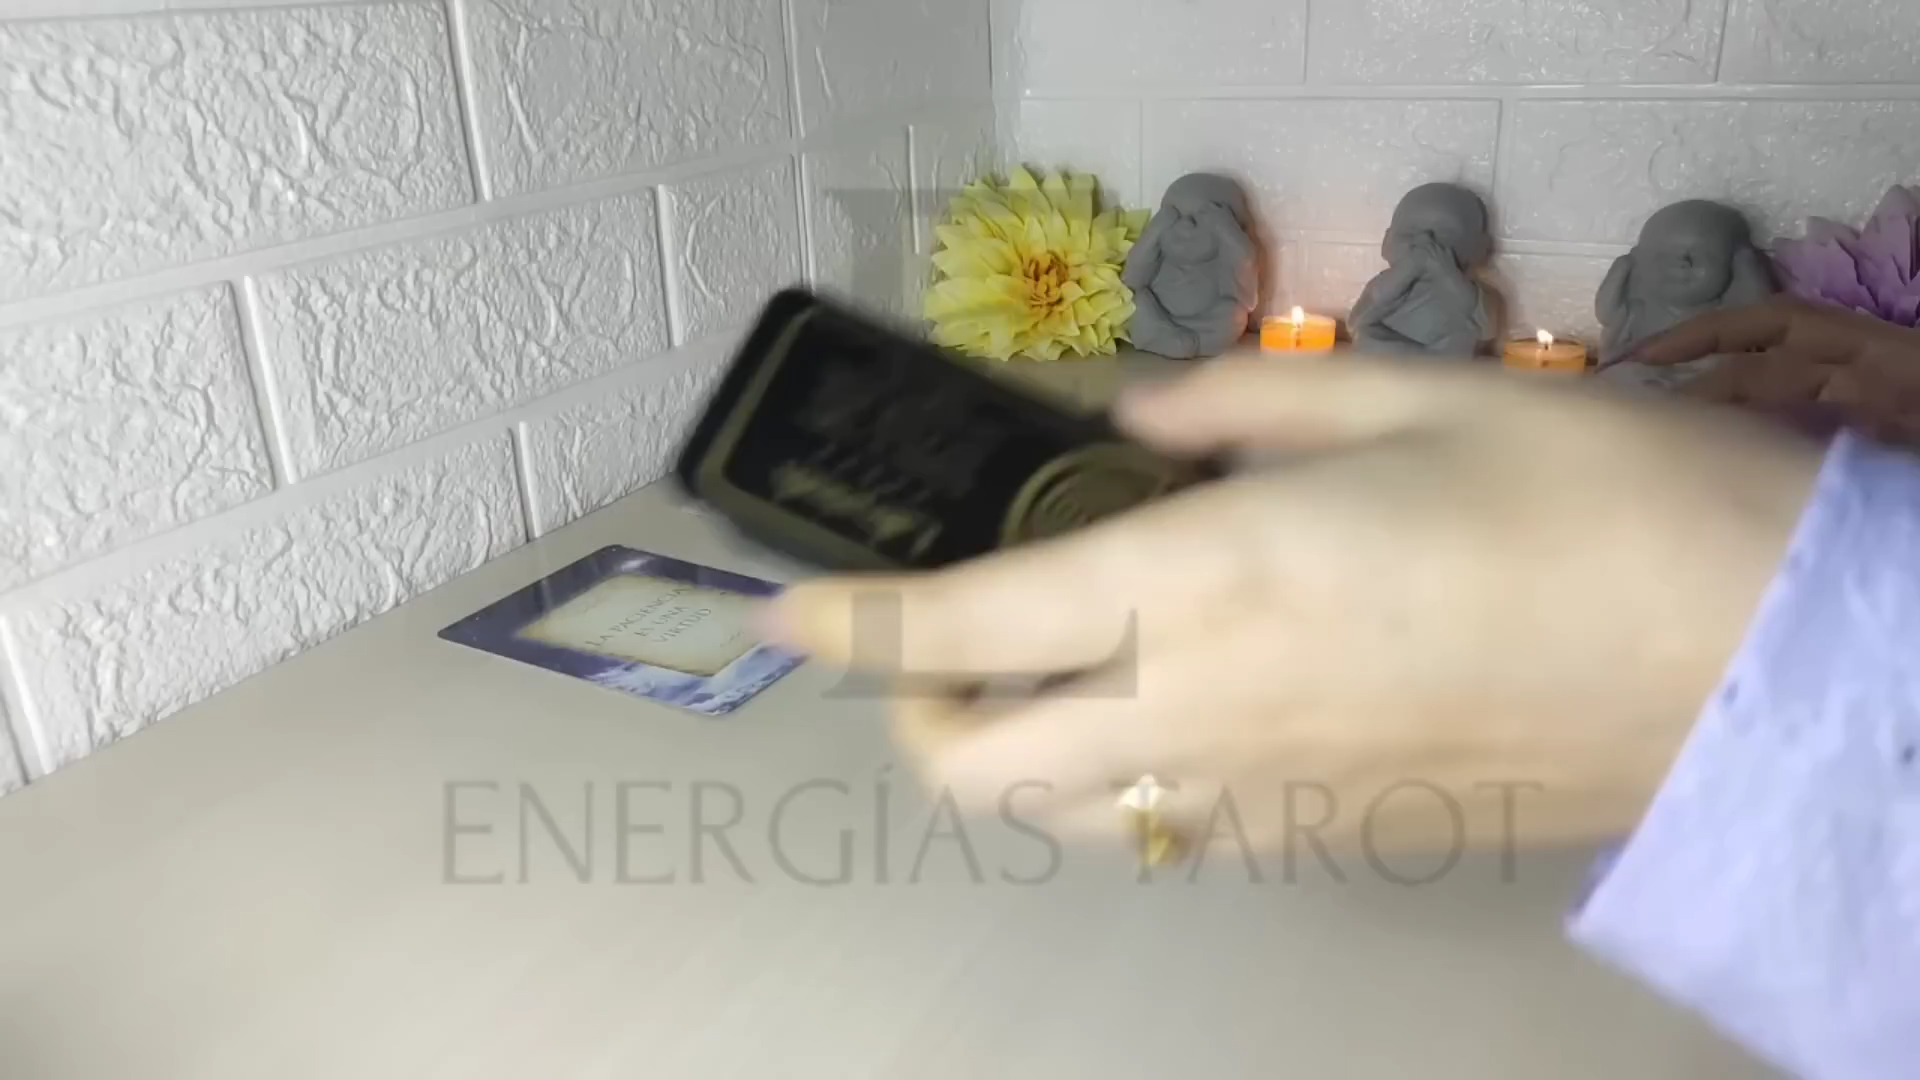 LA PACIENCIA
ES UNA
VIRTUD
E
ENERGÍAS TAROT